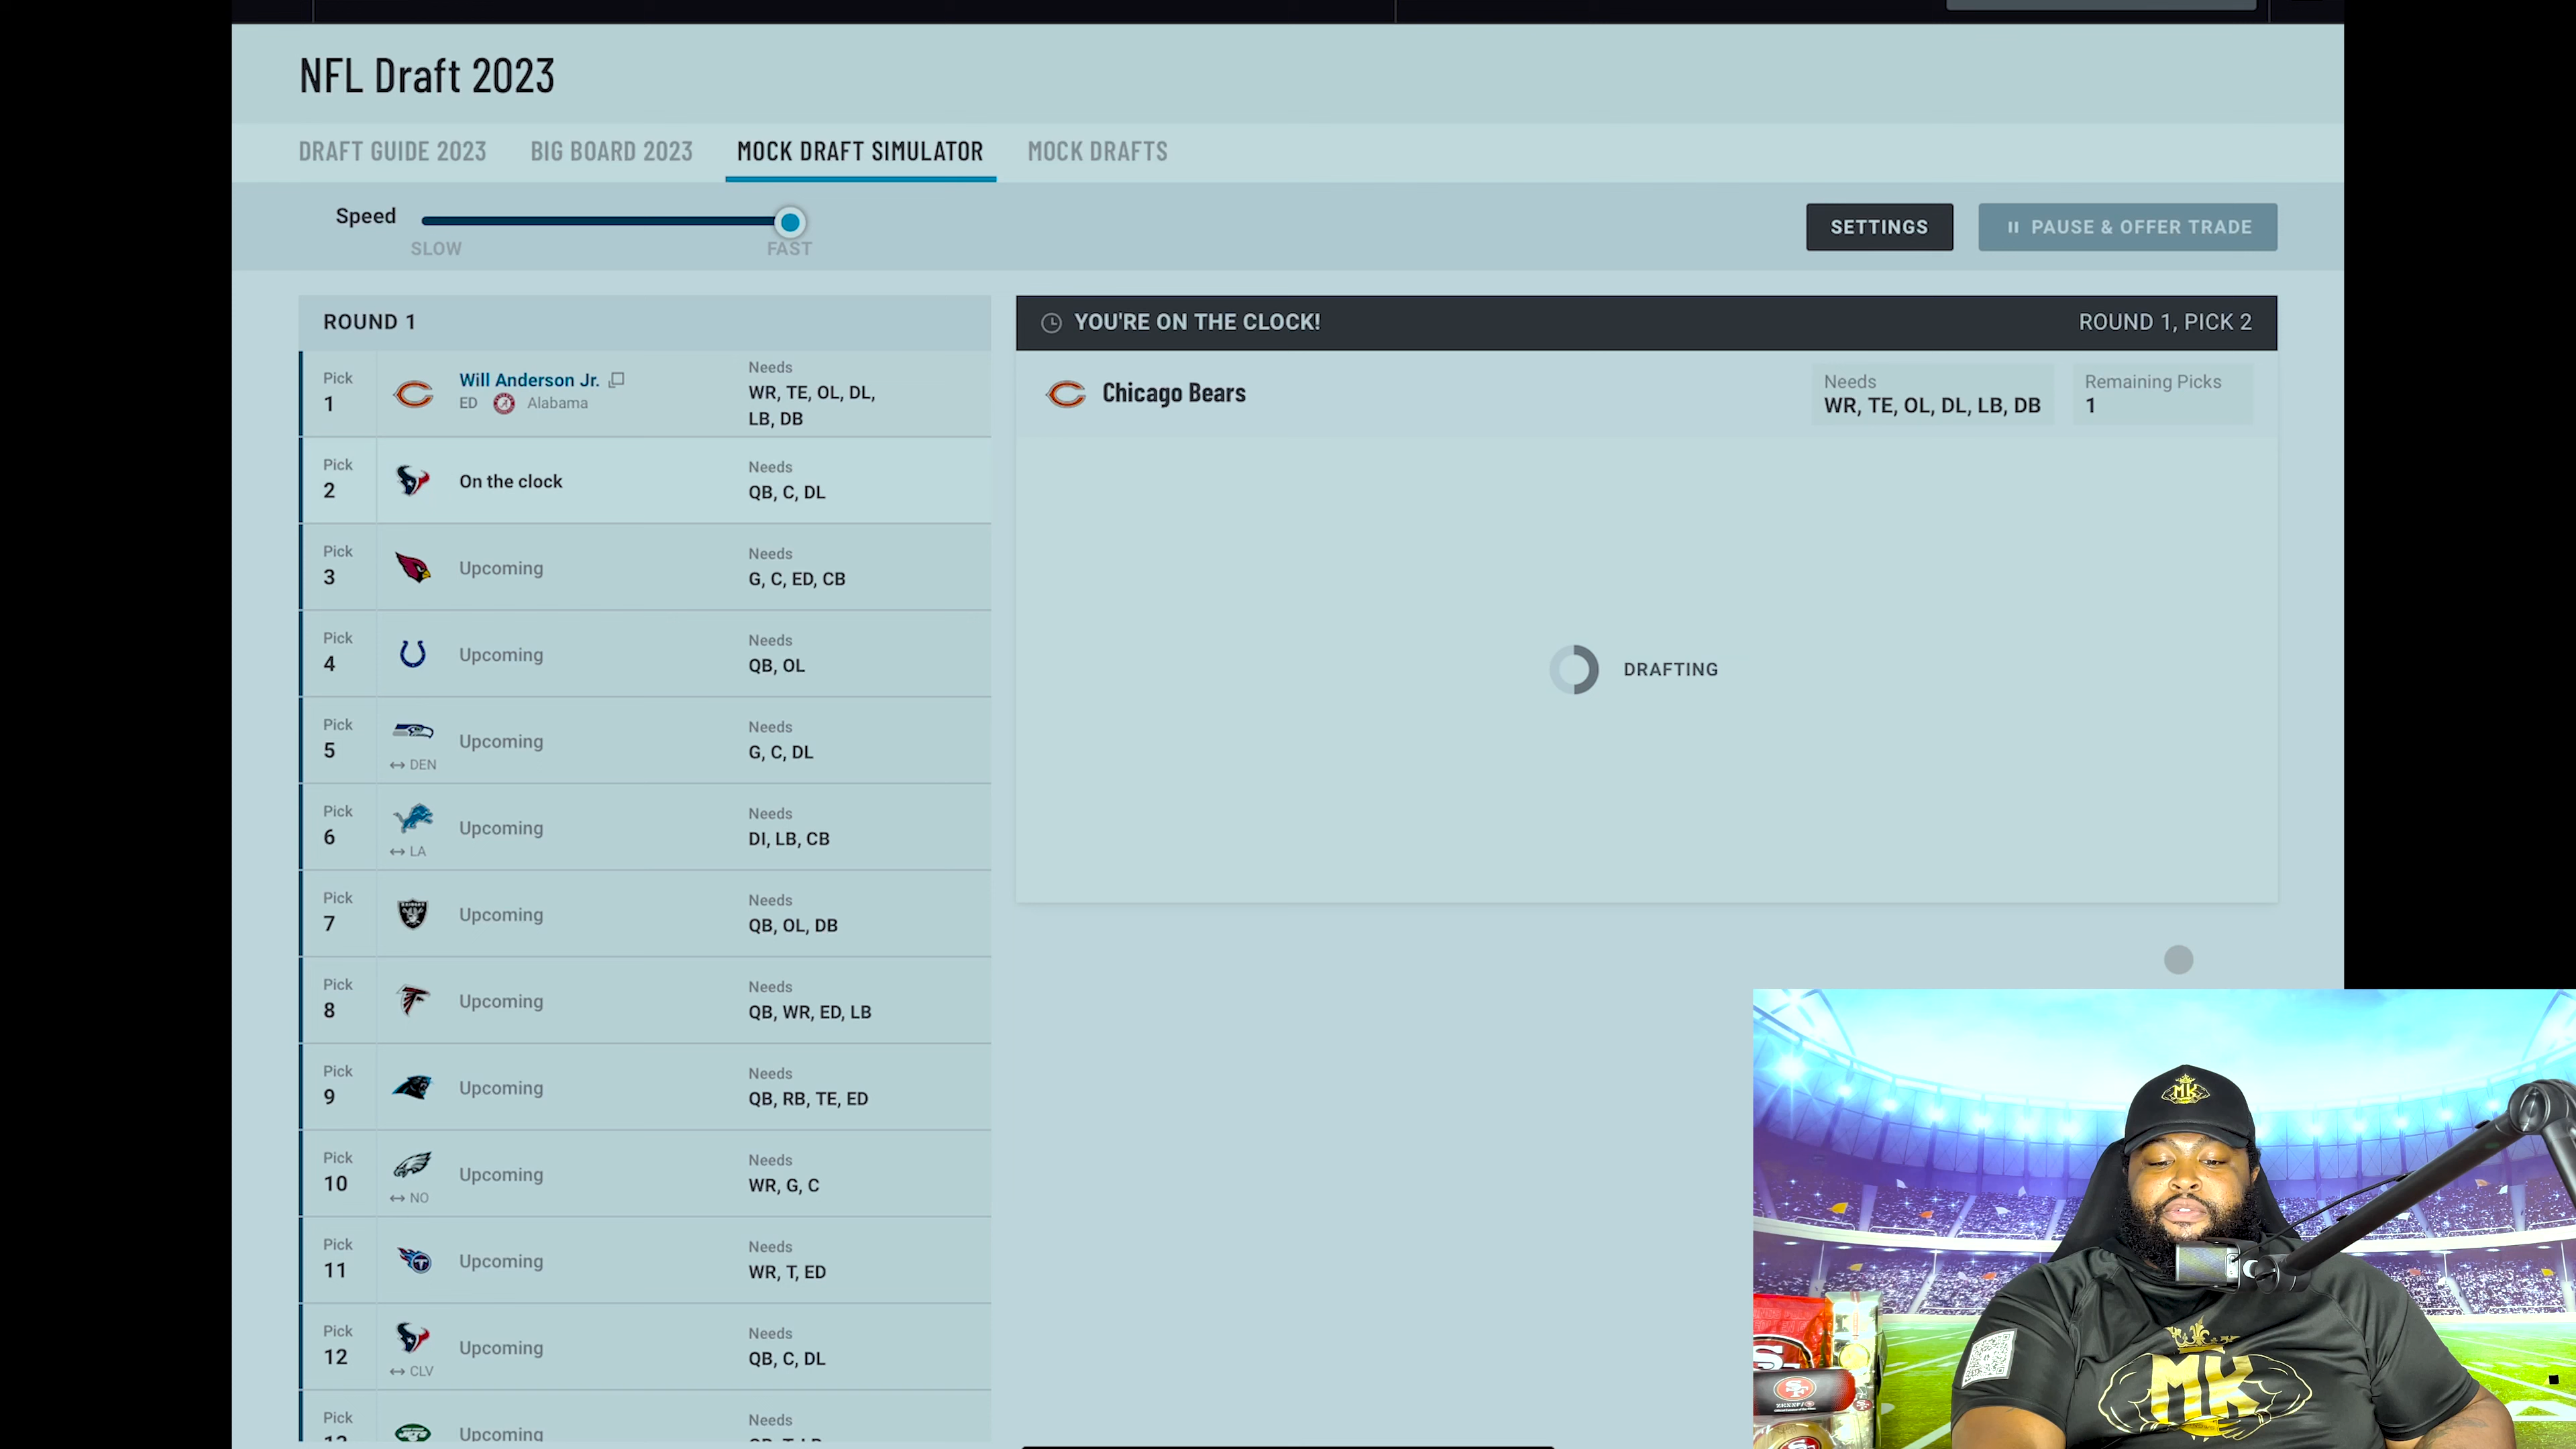 NFL Draft 2023
DRAFT GUIDE 2023 BIG BOARD 2023 MOCK DRAFT SIMULATOR MOCK DRAFTS
Speed
SLOW FAST
SETTINGS
PAUSE & OFFER TRADE
ROUND 1
Pick
1
Will Anderson Jr.
ED Alabama
Needs
WR, TE, OL, DL,
LB, DB
Pick
2
On the clock
Needs
QB, C, DL
Pick
3
Upcoming
Needs
G, C, ED, CB
Pick
4
Upcoming
Needs
QB, OL
Pick
5
DEN
Upcoming
Needs
G, C, DL
Pick
6
LA
Upcoming
Needs
DI, LB, CB
Pick
7
Upcoming
Needs
QB, OL, DB
Pick
8
Upcoming
Needs
QB, WR, ED, LB
Pick
9
Upcoming
Needs
QB, RB, TE, ED
Pick
10
NO
Upcoming
Needs
WR, G, C
Pick
11
Upcoming
Needs
WR, T, ED
Pick
12
CLV
Upcoming
Needs
QB, C, DL
Pick
Upcoming
Needs
YOU'RE ON THE CLOCK!
ROUND 1, PICK 2
Chicago Bears
Needs
WR, TE, OL, DL, LB, DB
Remaining Picks
1
DRAFTING
MK
MK